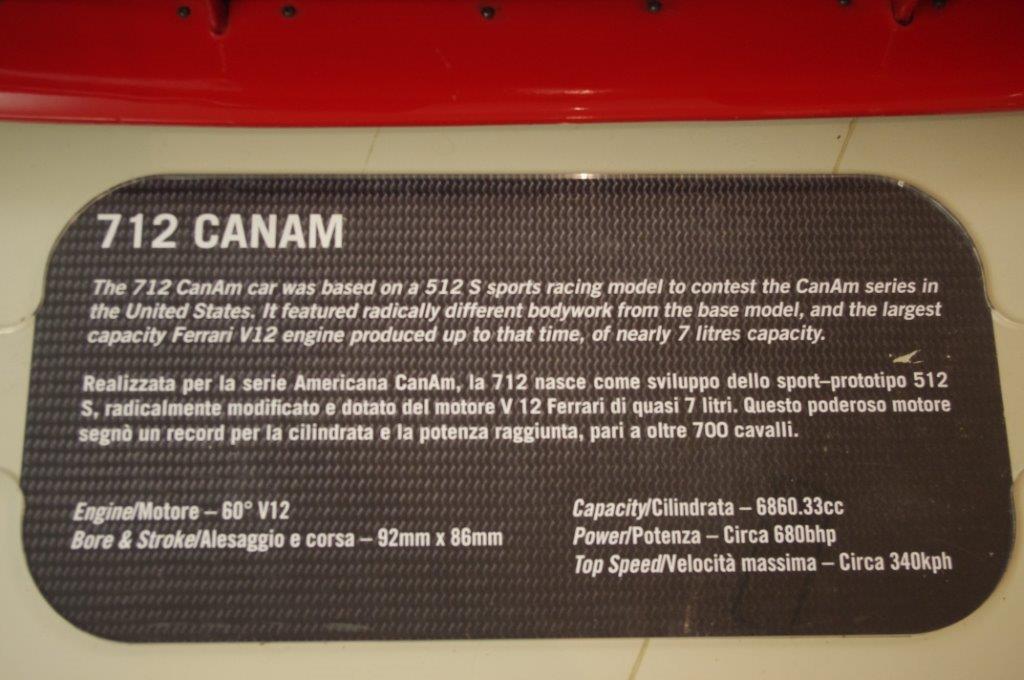 712 CANAM
The 712 CanAm car was based on a 512 S sports racing model to contest the CanAm series in
the United States. It featured radically different bodywork from the base model, and the largest
capacity Ferrari V12 engine produced up to that time, of nearly 7 litres capacity.
Realizzata per la serie Americana CanAm, la 712 nasce come sviluppo dello sport–prototipo 512
S, radicalmente modificato e dotato del motore V 12 Ferrari di quasi 7 litri. Questo poderoso motore
segnò un record per la cilindrata e la potenza raggiunta, pari a oltre 700 cavalli.
Engine/Motore – 60° V12
Bore & Stroke/Alesaggio e corsa – 92mm x 86mm
Capacity/Cilindrata – 6860.33cc
Power/Potenza – Circa 680bhp
Top Speed/Velocità massima – Circa 340kph